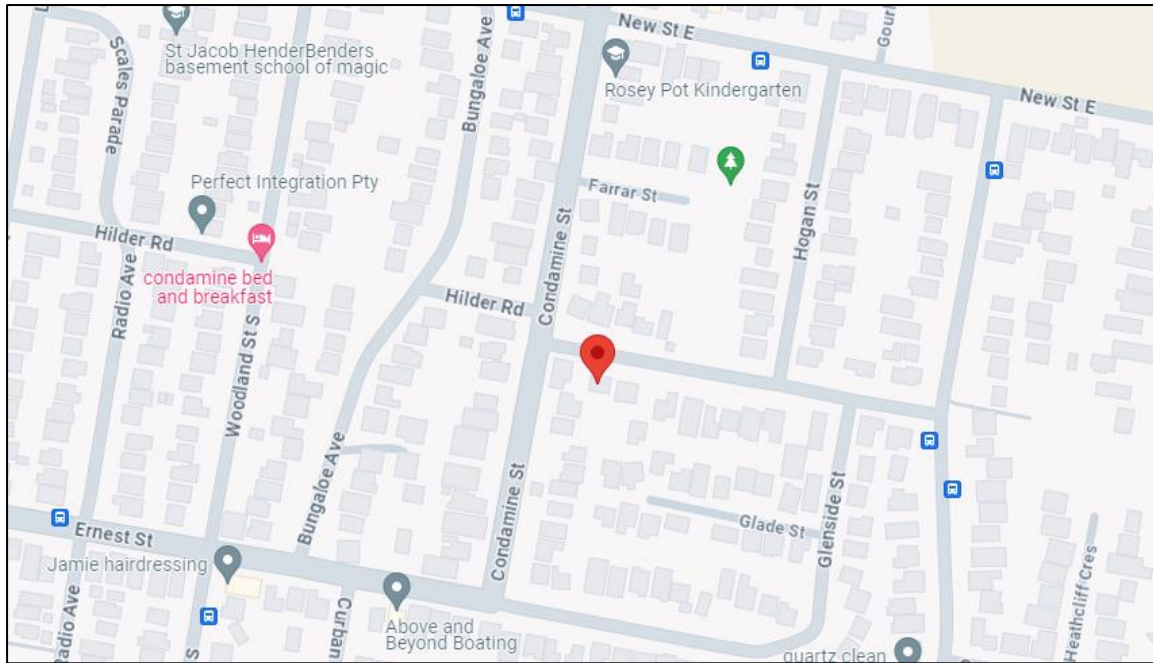 New St E
Gourl
St Jacob HenderBenders
basement school of magic
Scales Parade
Bungaloe Ave
Rosey Pot Kindergarten
New St E
Perfect Integration Pty
Farrar St
Hogan St
Hilder Rd
condamine bed
and breakfast
Condamine St
Hilder Rd
Radio Ave
Woodland St S
Bungaloe Ave
Condamine St
Glade St
Glenside St
Ernest St
Jamie hairdressing
Heathcliff Cres
Radio Ave
S
Curban
Above and
Beyond Boating
quartz clean